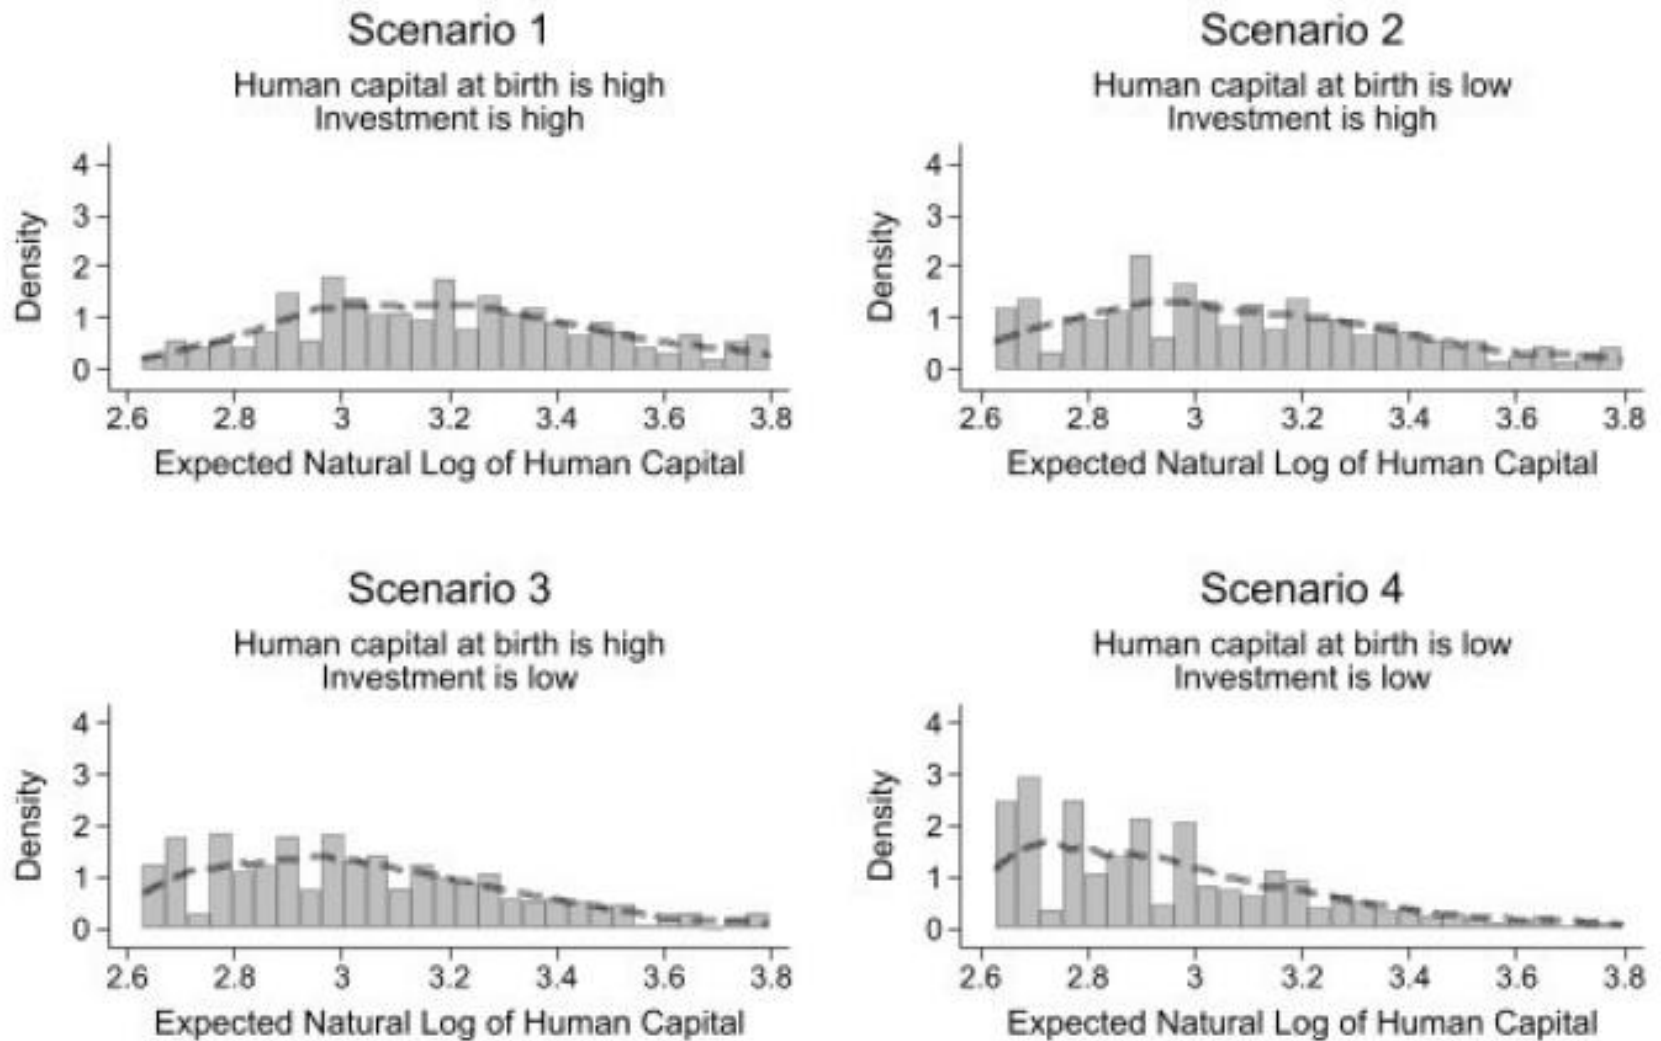 Scenario 1
Human capital at birth is high
Investment is high
4
3
2
1
0
Density
2.6 2.8 3 3.2 3.4 3.6 3.8
Expected Natural Log of Human Capital
Scenario 2
Human capital at birth is low
Investment is high
4
3
2
1
0
Density
2.6 2.8 3 3.2 3.4 3.6 3.8
Expected Natural Log of Human Capital
Scenario 3
Human capital at birth is high
Investment is low
4
3
2
1
0
Density
2.6 2.8 3 3.2 3.4 3.6 3.8
Expected Natural Log of Human Capital
Scenario 4
Human capital at birth is low
Investment is low
4
3
2
1
0
Density
2.6 2.8 3 3.2 3.4 3.6 3.8
Expected Natural Log of Human Capital